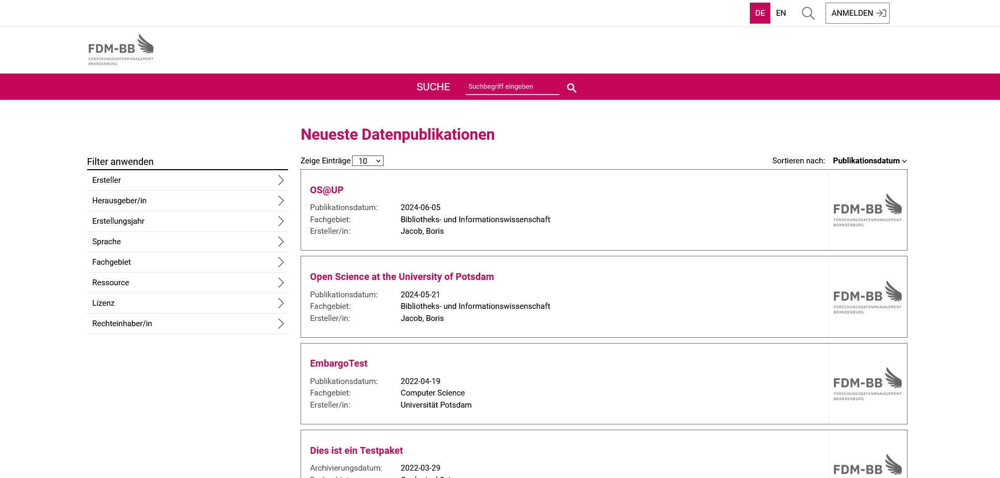 DE EN ANMELDEN
FDM-BB
FORSCHUNGSDATENMANAGEMENT
BRANDENBURG
SUCHE Suchbegriff eingeben
Neueste Datenpublikationen
Filter anwenden
Ersteller
Herausgeber/in
Erstellungsjahr
Sprache
Fachgebiet
Ressource
Lizenz
Rechteinhaber/in
Zeige Einträge 10 Sortieren nach: Publikationsdatum
OS@UP
Publikationsdatum: 2024-06-05
Fachgebiet: Bibliotheks- und Informationswissenschaft
Ersteller/in: Jacob, Boris
FDM-BB
FORSCHUNGSDATENMANAGEMENT
BRANDENBURG
Open Science at the University of Potsdam
Publikationsdatum: 2024-05-21
Fachgebiet: Bibliotheks- und Informationswissenschaft
Ersteller/in: Jacob, Boris
FDM-BB
FORSCHUNGSDATENMANAGEMENT
BRANDENBURG
EmbargoTest
Publikationsdatum: 2022-04-19
Fachgebiet: Computer Science
Ersteller/in: Universität Potsdam
FDM-BB
FORSCHUNGSDATENMANAGEMENT
BRANDENBURG
Dies ist ein Testpaket
Archivierungsdatum: 2022-03-29
FDM-BB